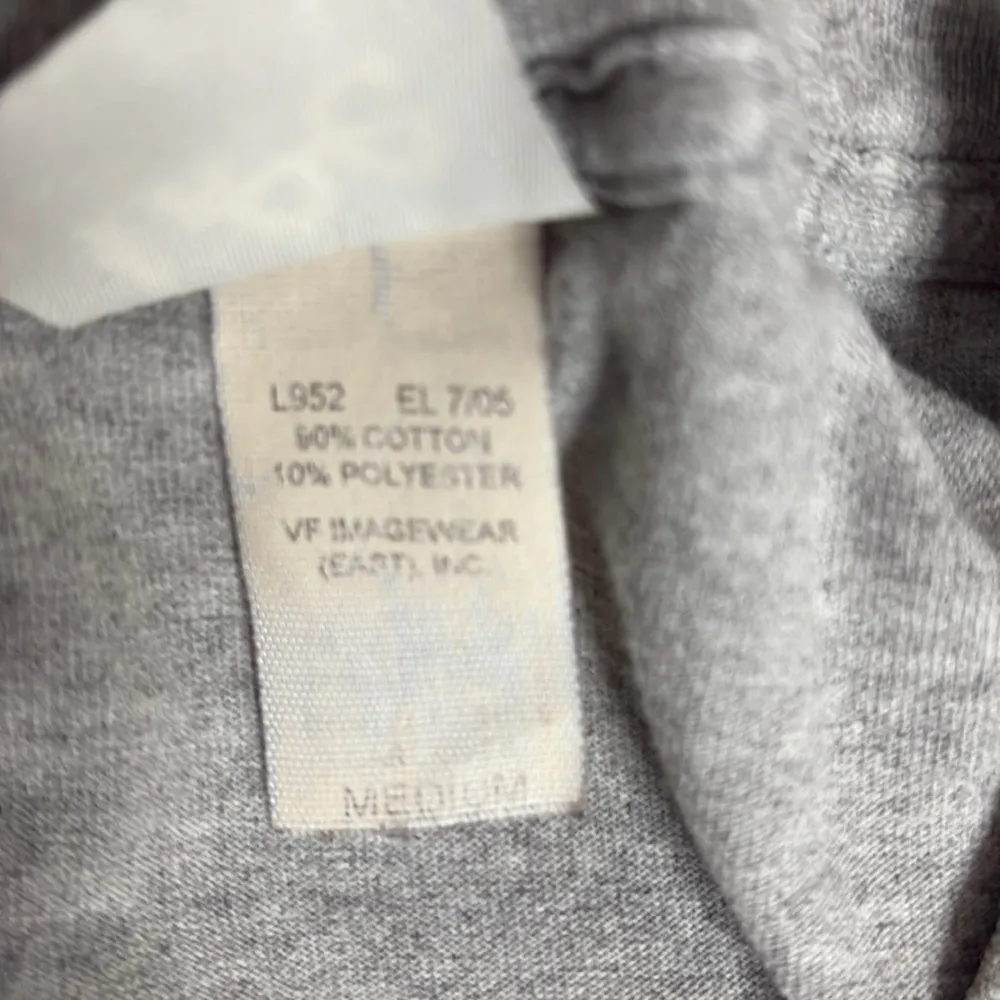 L952 EL 7/05
90% COTTON
10% POLYESTER
VF IMAGEWEAR
(EAST), INC.
MEDIUM